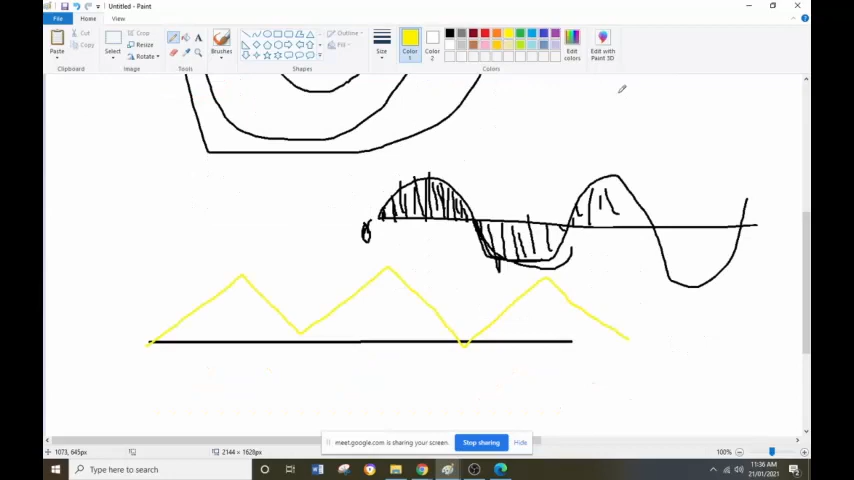 Untitled - Paint
File Home View
Cut
Copy
Paste
Clipboard
Select
Crop
Resize
Rotate
Image
Tools
Brushes
Outline
Fill
Shapes
Size
Color 1
Color 2
Colors
Edit colors
Edit with Paint 3D
meet.google.com is sharing your screen.
Stop sharing
Hide
1073, 645px
2144 × 1628px
100%
Type here to search
11:36 AM
21/01/2021